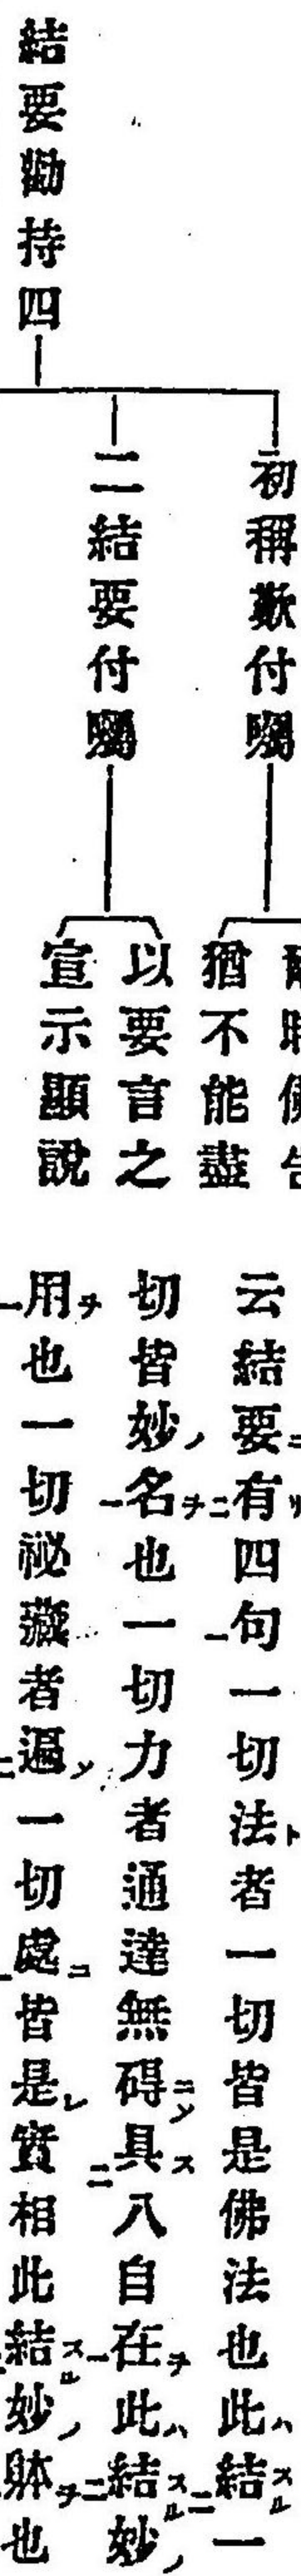 結要勸持四
初稱歎付囑
二結要付囑
猶不能盡
以要言之
宣示顯說
云結要有四句一切法者一切皆是佛法也此結一
切皆妙名也一切力者通達無碍具八自在此結妙
用也一切祕藏者遍一切處皆是實相此結妙躰也